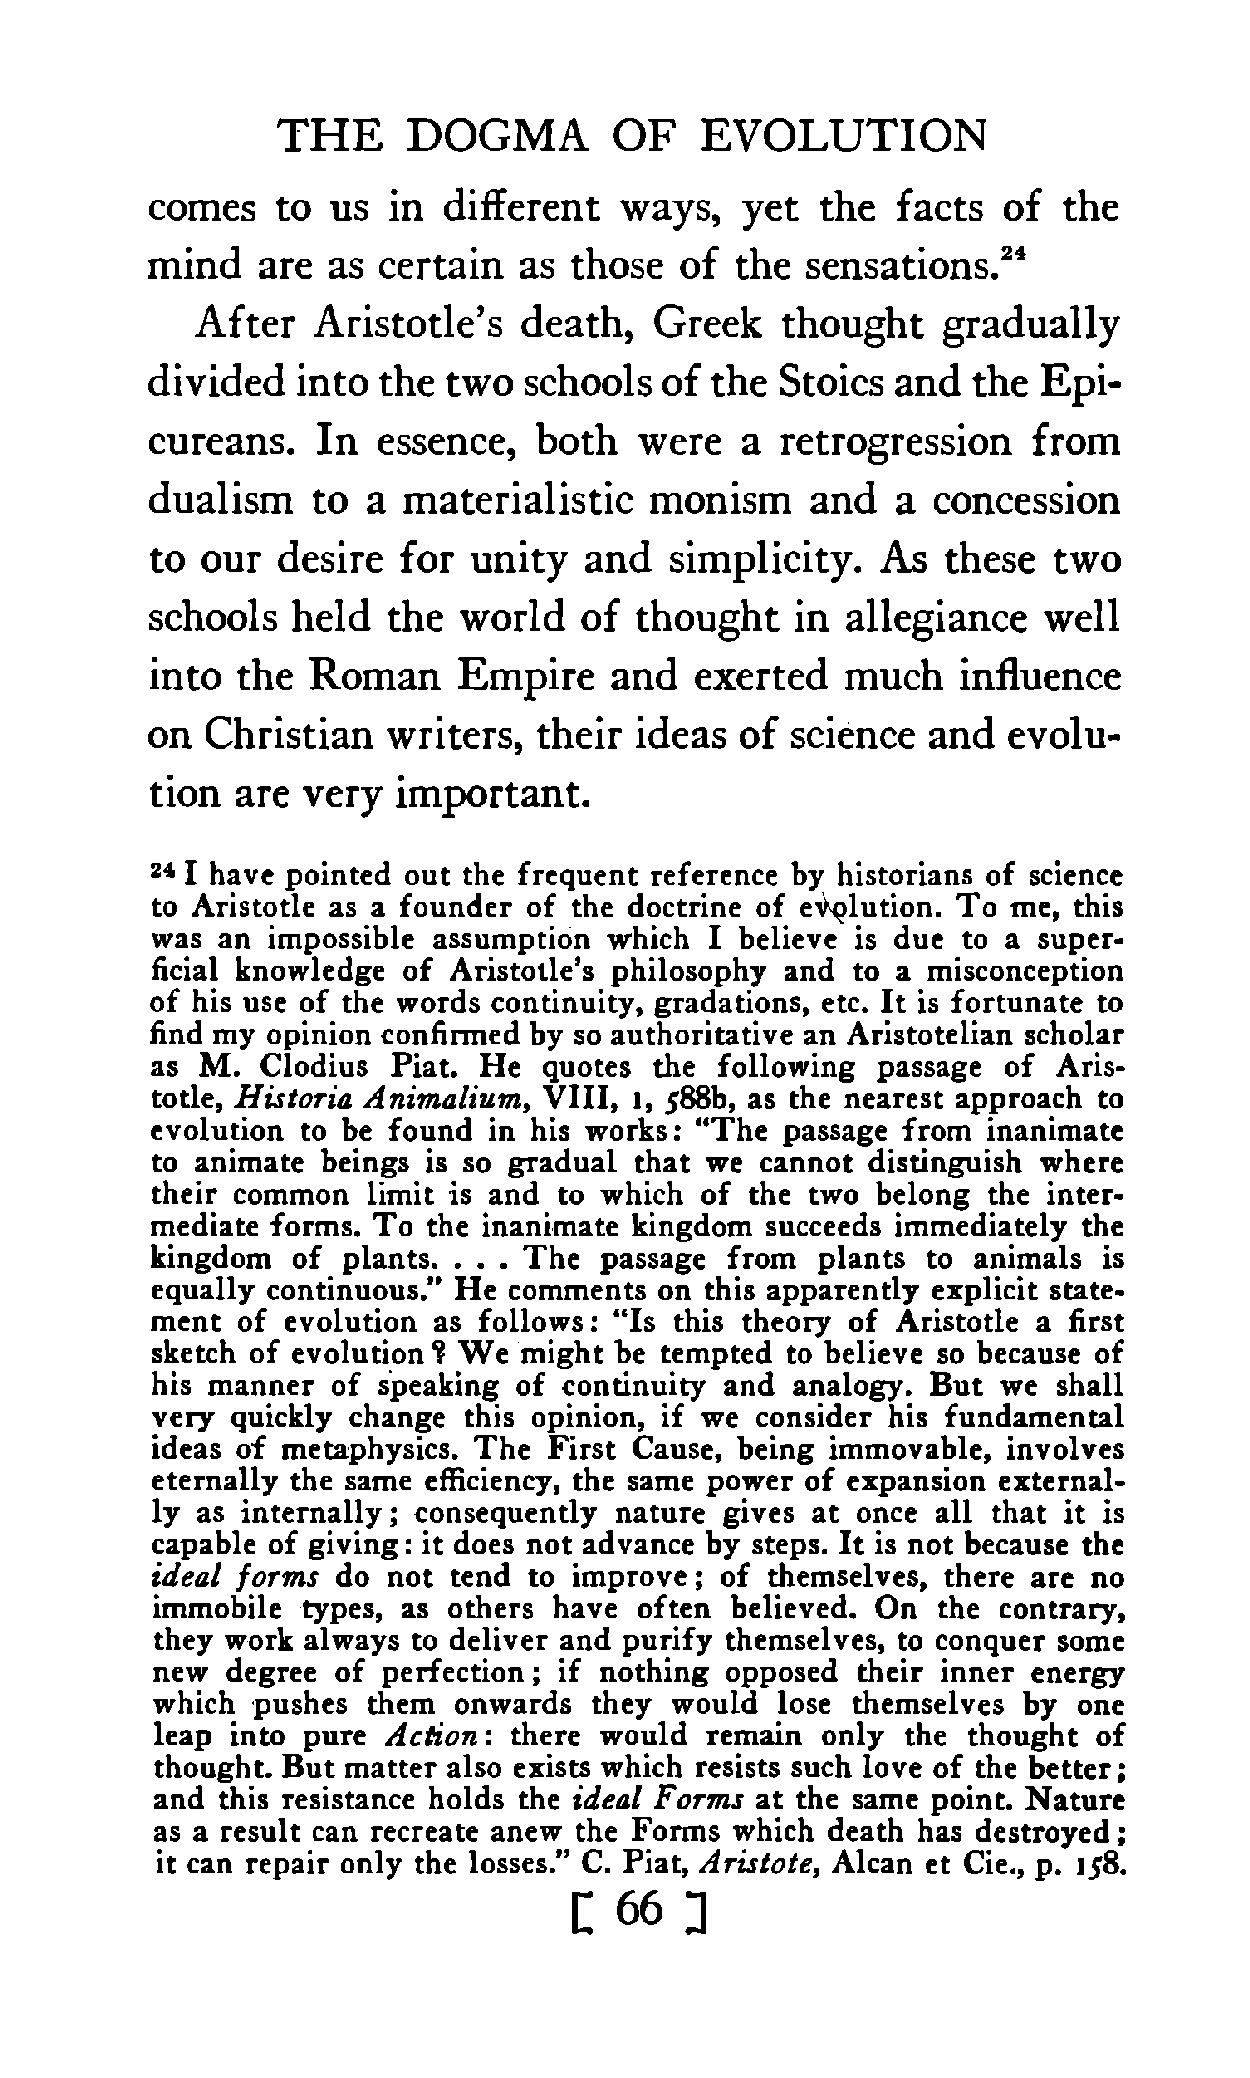 THE DOGMA OF EVOLUTION
comes to us in different ways, yet the facts of the
mind are as certain as those of the sensations.²⁴
After Aristotle's death, Greek thought gradually
divided into the two schools of the Stoics and the Epi-
cureans. In essence, both were a retrogression from
dualism to a materialistic monism and a concession
to our desire for unity and simplicity. As these two
schools held the world of thought in allegiance well
into the Roman Empire and exerted much influence
on Christian writers, their ideas of science and evolu-
tion are very important.
²⁴ I have pointed out the frequent reference by historians of science
to Aristotle as a founder of the doctrine of evolution. To me, this
was an impossible assumption which I believe is due to a super-
ficial knowledge of Aristotle's philosophy and to a misconception
of his use of the words continuity, gradations, etc. It is fortunate to
find my opinion confirmed by so authoritative an Aristotelian scholar
as M. Clodius Piat. He quotes the following passage of Aris-
totle, Historia Animalium, VIII, 1, 588b, as the nearest approach to
evolution to be found in his works: "The passage from inanimate
to animate beings is so gradual that we cannot distinguish where
their common limit is and to which of the two belong the inter-
mediate forms. To the inanimate kingdom succeeds immediately the
kingdom of plants. . . . The passage from plants to animals is
equally continuous." He comments on this apparently explicit state-
ment of evolution as follows: "Is this theory of Aristotle a first
sketch of evolution? We might be tempted to believe so because of
his manner of speaking of continuity and analogy. But we shall
very quickly change this opinion, if we consider his fundamental
ideas of metaphysics. The First Cause, being immovable, involves
eternally the same efficiency, the same power of expansion external-
ly as internally; consequently nature gives at once all that it is
capable of giving: it does not advance by steps. It is not because the
ideal forms do not tend to improve; of themselves, there are no
immobile types, as others have often believed. On the contrary,
they work always to deliver and purify themselves, to conquer some
new degree of perfection; if nothing opposed their inner energy
which pushes them onwards they would lose themselves by one
leap into pure Action: there would remain only the thought of
thought. But matter also exists which resists such love of the better;
and this resistance holds the ideal Forms at the same point. Nature
as a result can recreate anew the Forms which death has destroyed;
it can repair only the losses." C. Piat, Aristote, Alcan et Cie., p. 158.
[ 66 ]